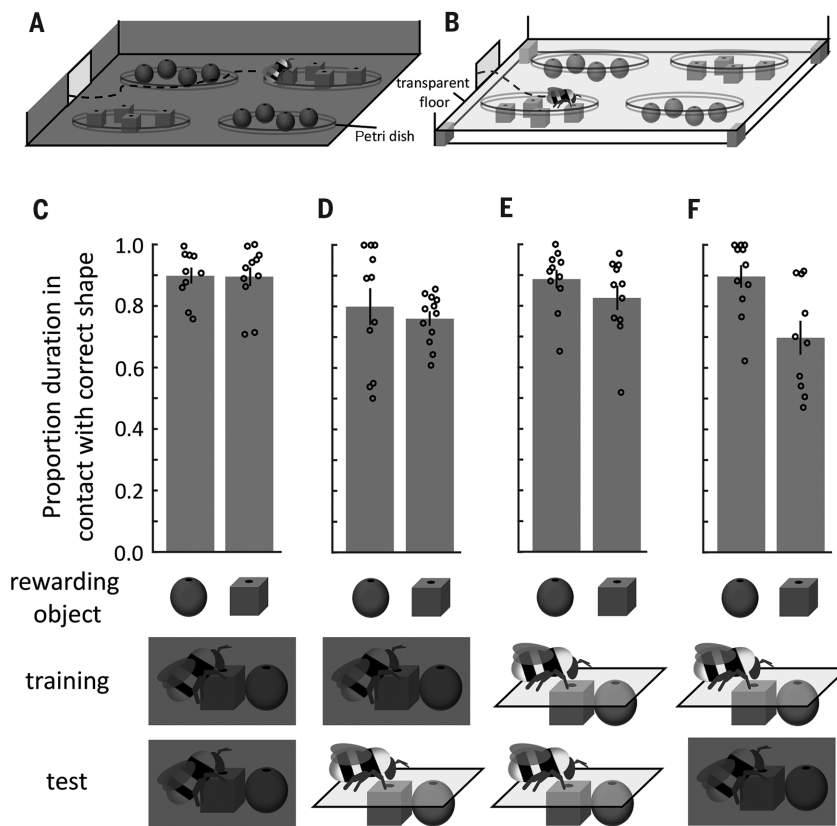 A
B
transparent
floor
Petri dish
C
D
E
F
Proportion duration in
contact with correct shape
1.0
0.8
0.6
0.4
0.2
0.0
rewarding
object
training
test